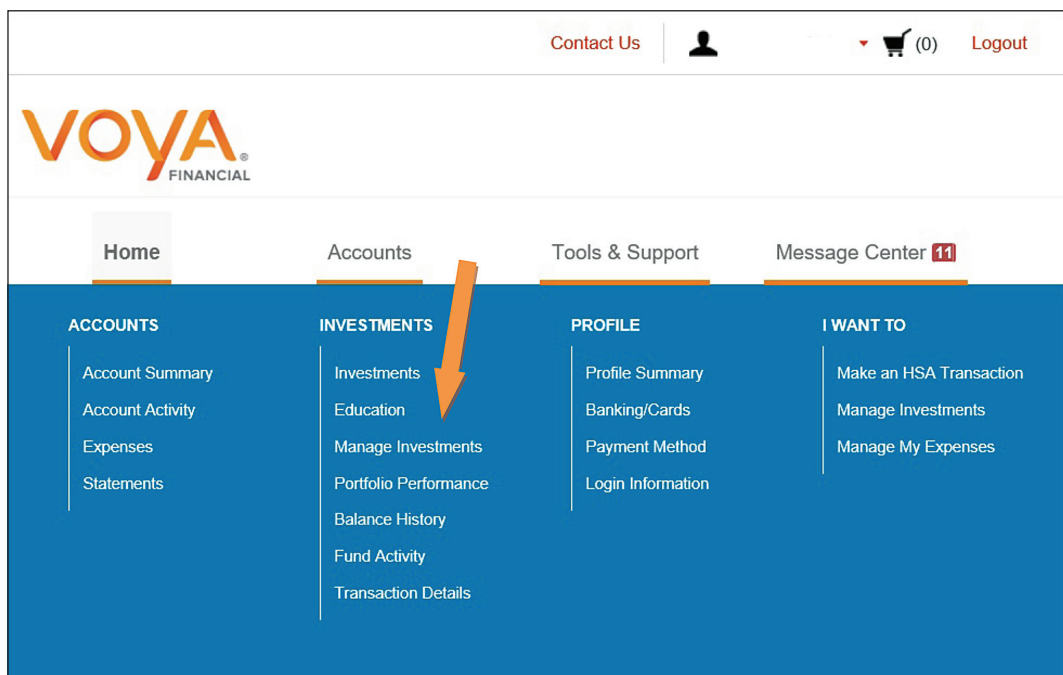 Contact Us (0) Logout
VOYA®
FINANCIAL
Home Accounts Tools & Support Message Center 11
ACCOUNTS
Account Summary
Account Activity
Expenses
Statements
INVESTMENTS
Investments
Education
Manage Investments
Portfolio Performance
Balance History
Fund Activity
Transaction Details
PROFILE
Profile Summary
Banking/Cards
Payment Method
Login Information
I WANT TO
Make an HSA Transaction
Manage Investments
Manage My Expenses